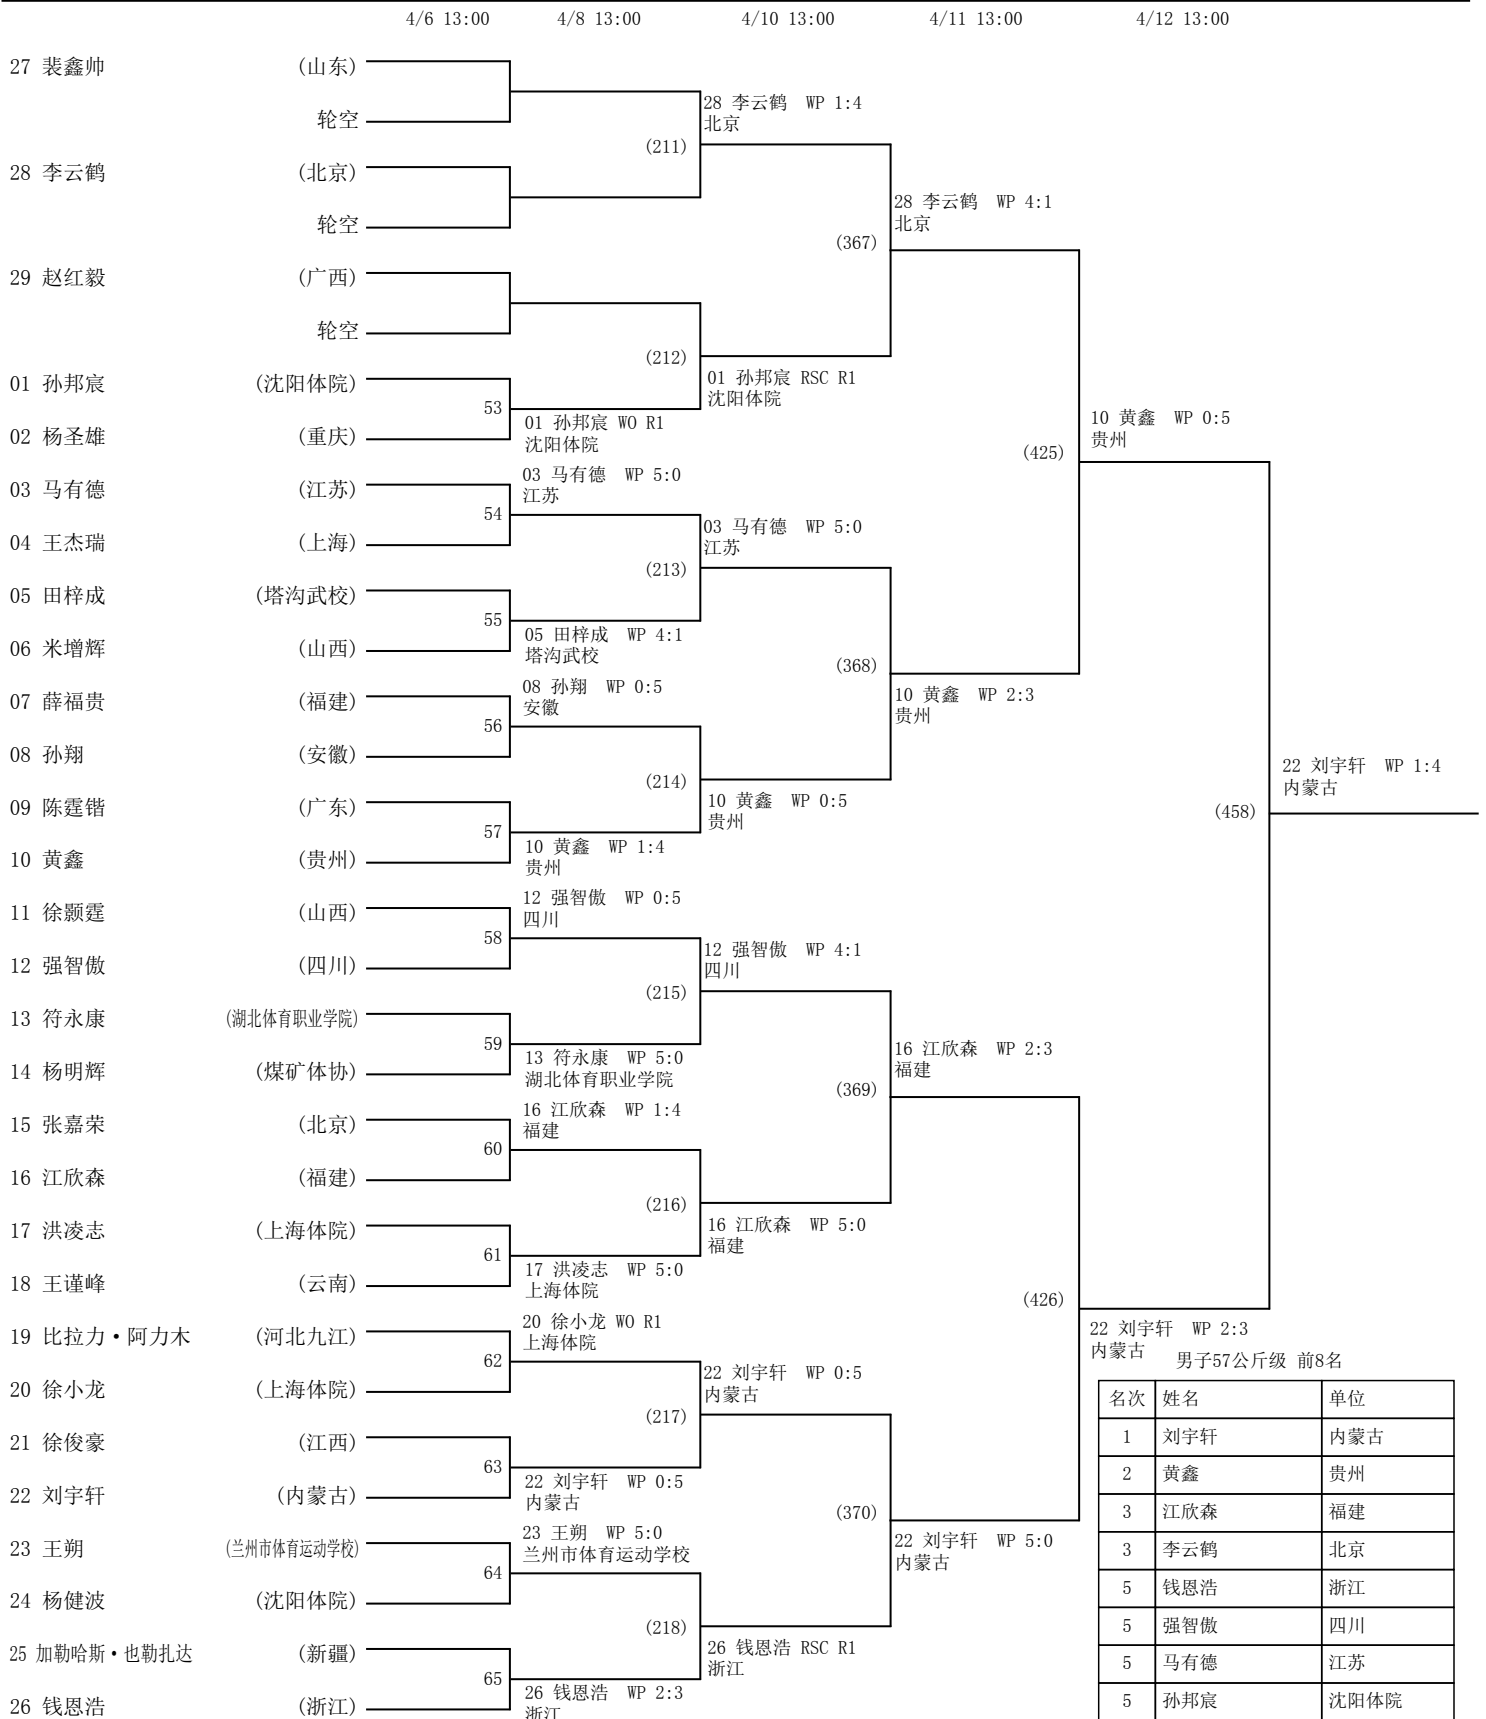 4/6 13:00 4/8 13:00 4/10 13:00 4/11 13:00 4/12 13:00
27 裴鑫帅 (山东)
轮空
28 李云鹤 WP 1:4
北京
(211)
28 李云鹤 (北京)
轮空
28 李云鹤 WP 4:1
北京
(367)
29 赵红毅 (广西)
轮空
(212)
01 孙邦宸 RSC R1
沈阳体院
01 孙邦宸 (沈阳体院)
53
01 孙邦宸 WO R1
沈阳体院
02 杨圣雄 (重庆)
10 黄鑫 WP 0:5
贵州
(425)
03 马有德 WP 5:0
江苏
03 马有德 (江苏)
54
04 王杰瑞 (上海)
03 马有德 WP 5:0
江苏
(213)
05 田梓成 (塔沟武校)
55
05 田梓成 WP 4:1
塔沟武校
06 米增辉 (山西)
(368)
10 黄鑫 WP 2:3
贵州
08 孙翔 WP 0:5
安徽
07 薛福贵 (福建)
56
08 孙翔 (安徽)
(214)
10 黄鑫 WP 0:5
贵州
22 刘宇轩 WP 1:4
内蒙古
(458)
09 陈霆锴 (广东)
57
10 黄鑫 WP 1:4
贵州
10 黄鑫 (贵州)
12 强智傲 WP 0:5
四川
11 徐颢霆 (山西)
58
12 强智傲 (四川)
12 强智傲 WP 4:1
四川
(215)
13 符永康 (湖北体育职业学院)
59
13 符永康 WP 5:0
湖北体育职业学院
14 杨明辉 (煤矿体协)
16 江欣森 WP 2:3
福建
(369)
16 江欣森 WP 1:4
福建
15 张嘉荣 (北京)
60
16 江欣森 (福建)
(216)
16 江欣森 WP 5:0
福建
17 洪凌志 (上海体院)
61
17 洪凌志 WP 5:0
上海体院
18 王谨峰 (云南)
(426)
22 刘宇轩 WP 2:3
内蒙古
20 徐小龙 WO R1
上海体院
19 比拉力·阿力木 (河北九江)
62
20 徐小龙 (上海体院)
22 刘宇轩 WP 0:5
内蒙古
(217)
21 徐俊豪 (江西)
63
22 刘宇轩 WP 0:5
内蒙古
22 刘宇轩 (内蒙古)
(370)
22 刘宇轩 WP 5:0
内蒙古
23 王朔 WP 5:0
兰州市体育运动学校
23 王朔 (兰州市体育运动学校)
64
24 杨健波 (沈阳体院)
(218)
26 钱恩浩 RSC R1
浙江
25 加勒哈斯·也勒扎达 (新疆)
65
26 钱恩浩 WP 2:3
浙江
26 钱恩浩 (浙江)
男子57公斤级 前8名
名次 姓名 单位
1 刘宇轩 内蒙古
2 黄鑫 贵州
3 江欣森 福建
3 李云鹤 北京
5 钱恩浩 浙江
5 强智傲 四川
5 马有德 江苏
5 孙邦宸 沈阳体院